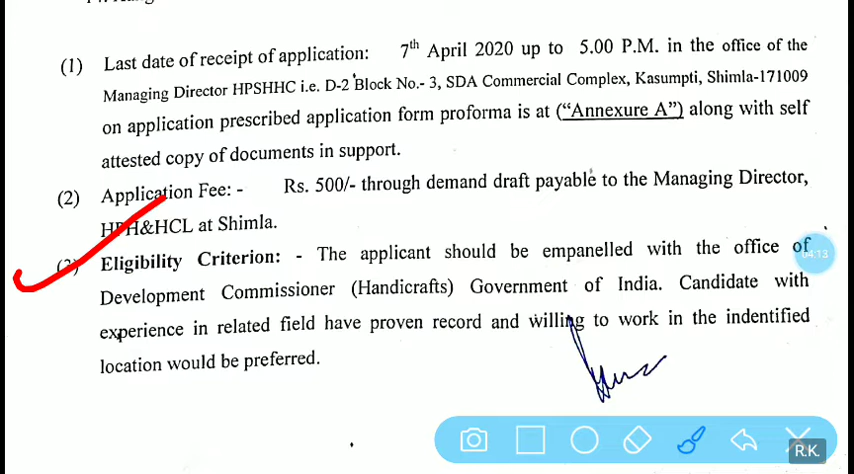 (1) Last date of receipt of application: 7th April 2020 up to 5.00 P.M. in the office of the
Managing Director HPSHHC i.e. D-2 Block No.- 3, SDA Commercial Complex, Kasumpti, Shimla-171009
on application prescribed application form proforma is at (“Annexure A”) along with self
attested copy of documents in support.
(2) Application Fee: - Rs. 500/- through demand draft payable to the Managing Director,
HPH&HCL at Shimla.
(3) Eligibility Criterion: - The applicant should be empanelled with the office of
Development Commissioner (Handicrafts) Government of India. Candidate with
experience in related field have proven record and willing to work in the indentified
location would be preferred.
04:13
R.K.